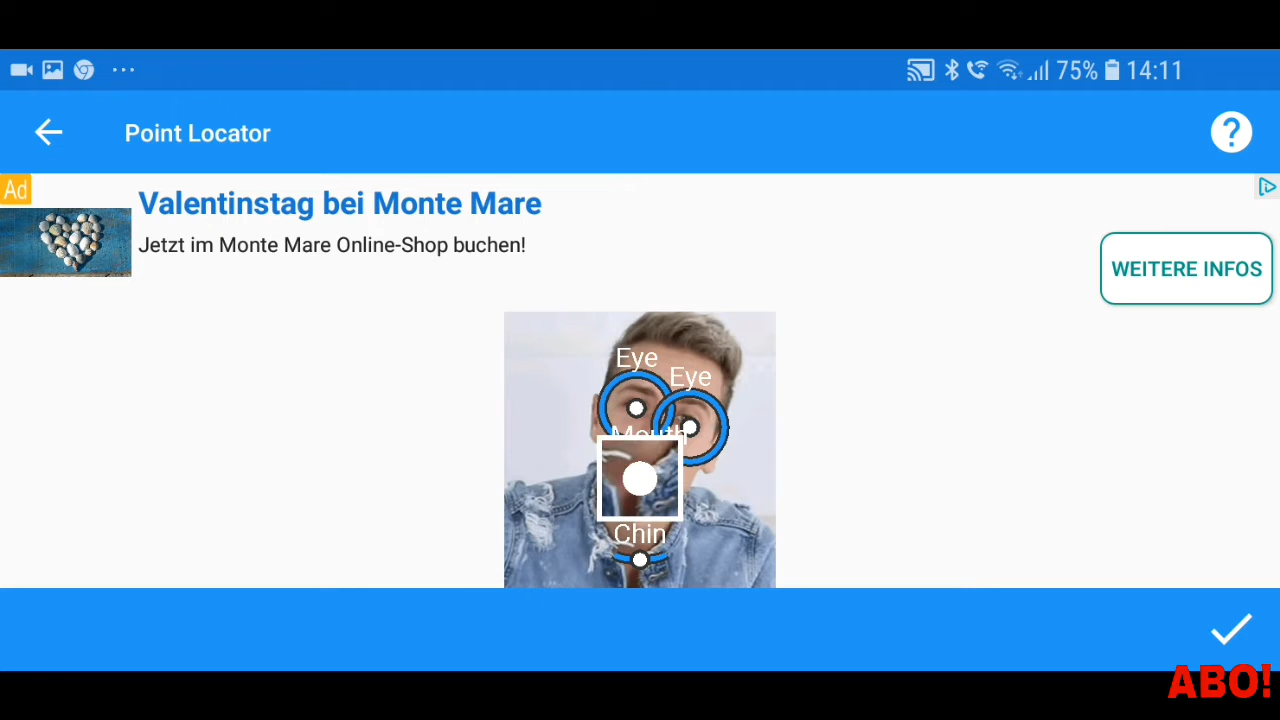 75% 14:11
Point Locator
Ad
Valentinstag bei Monte Mare
Jetzt im Monte Mare Online-Shop buchen!
WEITERE INFOS
Eye
Eye
Mouth
Chin
ABO!